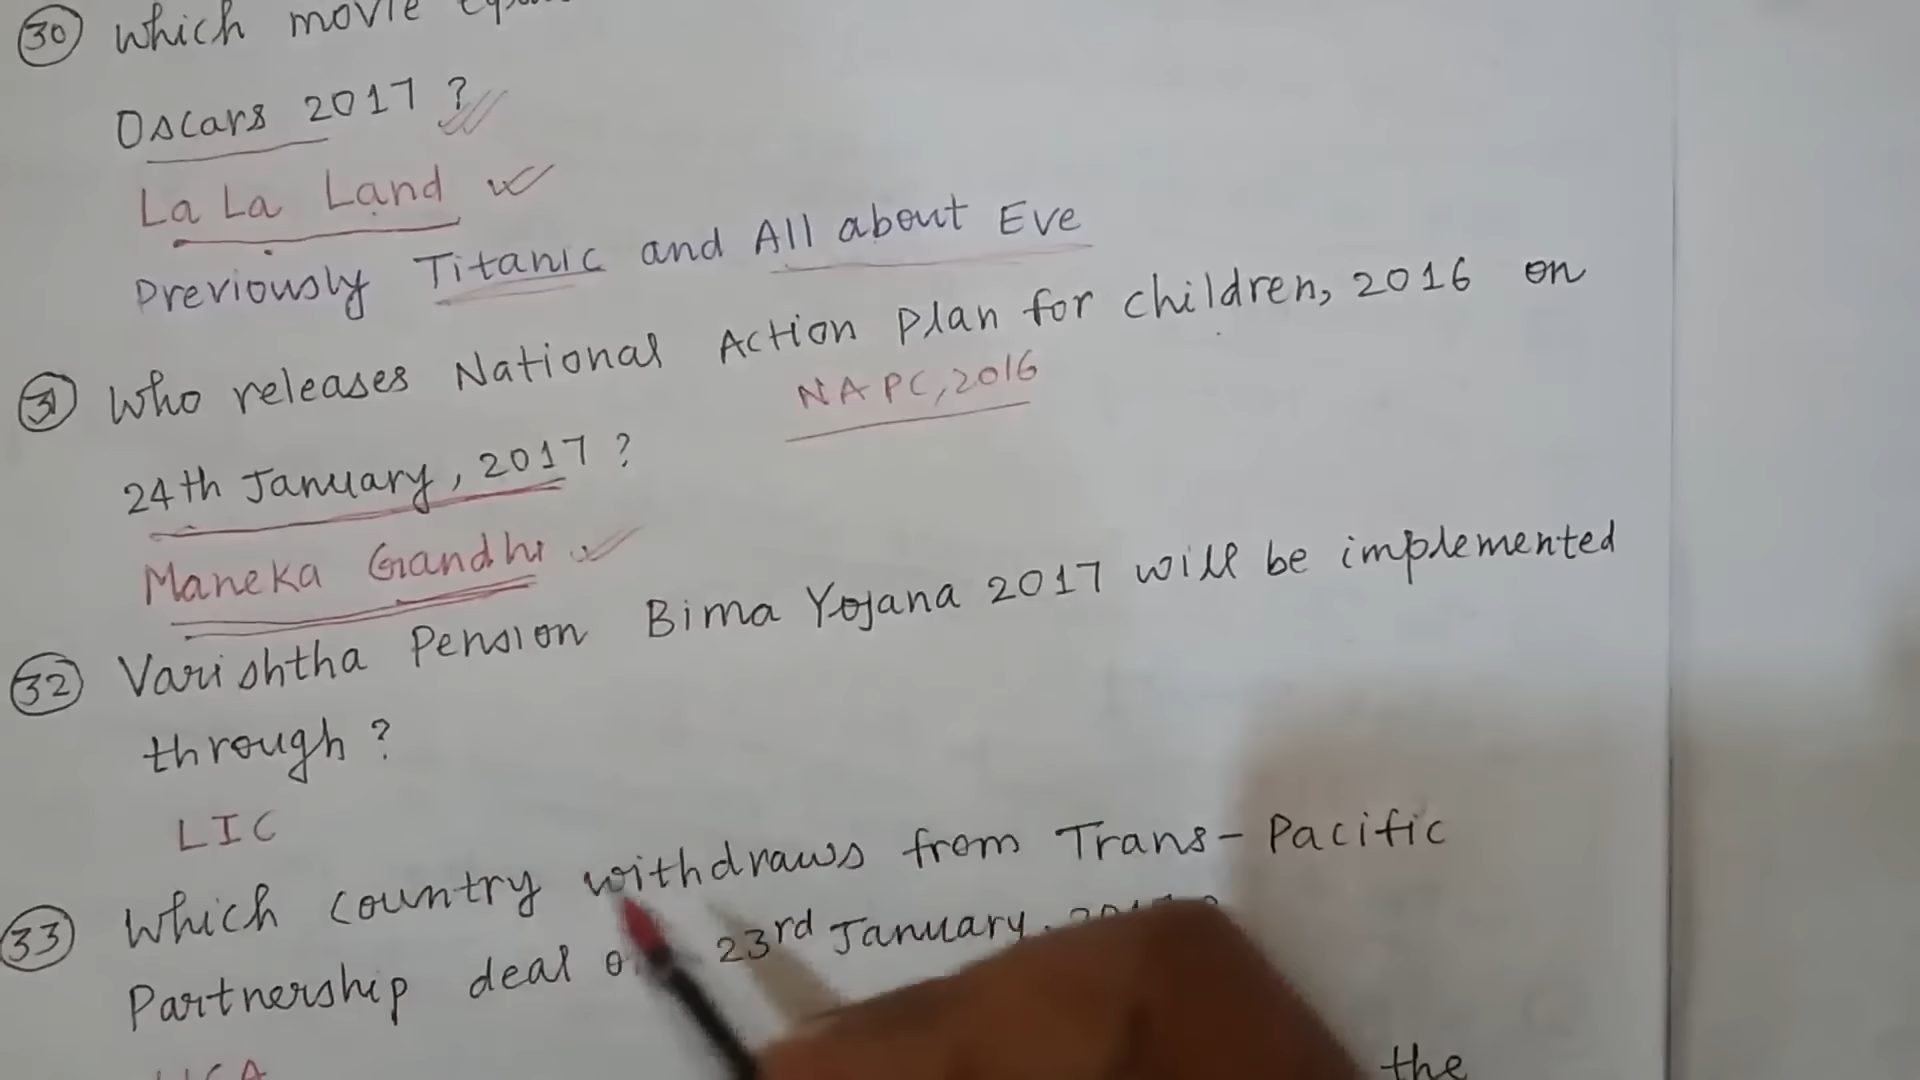 30 Which movie
Oscars 2017 ?
La La Land
Previously Titanic and All about Eve
31 Who releases National Action Plan for children, 2016 on
NAPC, 2016
24th January, 2017 ?
Maneka Gandhi
32 Varishtha Pension Bima Yojana 2017 will be implemented
through ?
LIC
33 Which country withdraws from Trans-Pacific
Partnership deal 23rd January,
USA
the